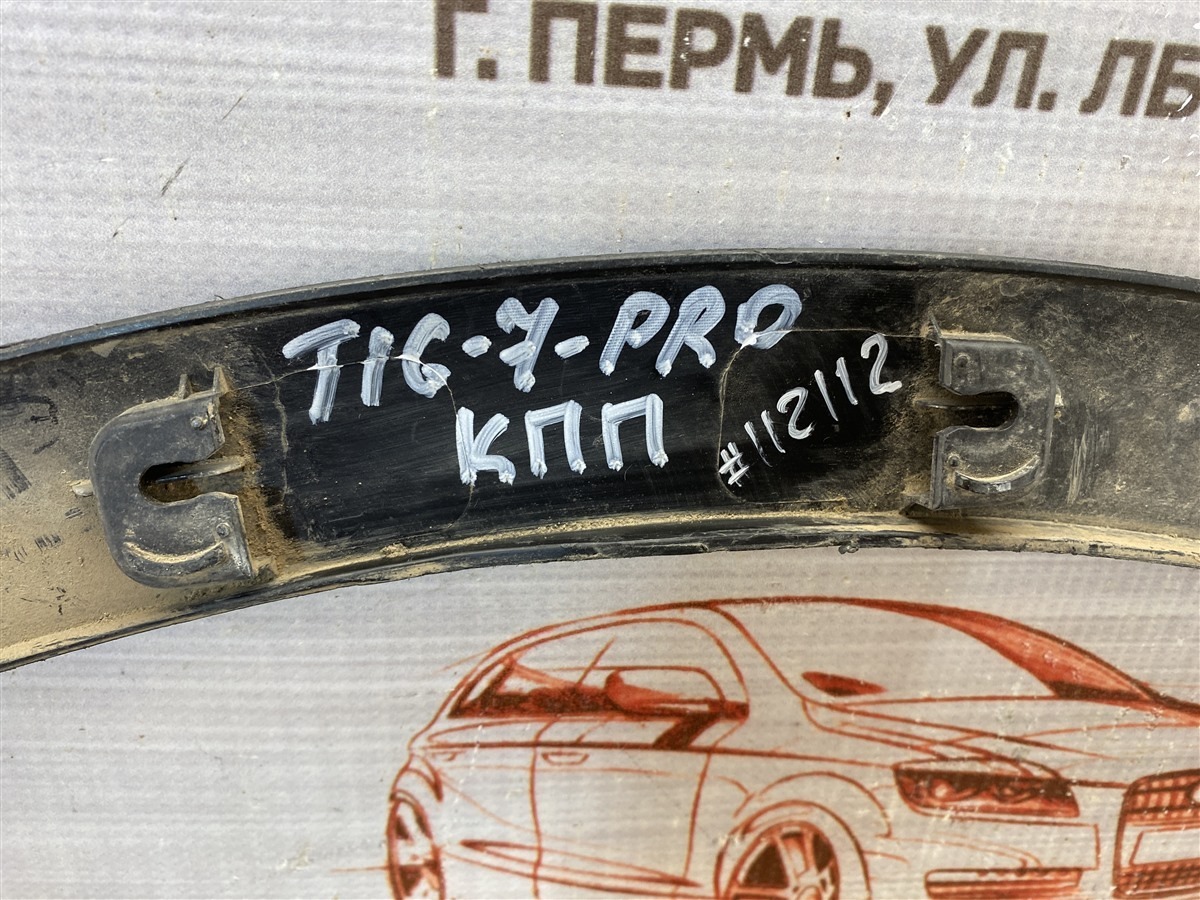 Г. ПЕРМЬ, УЛ. ЛБ
TIG-7-PRO
КПП
#112112